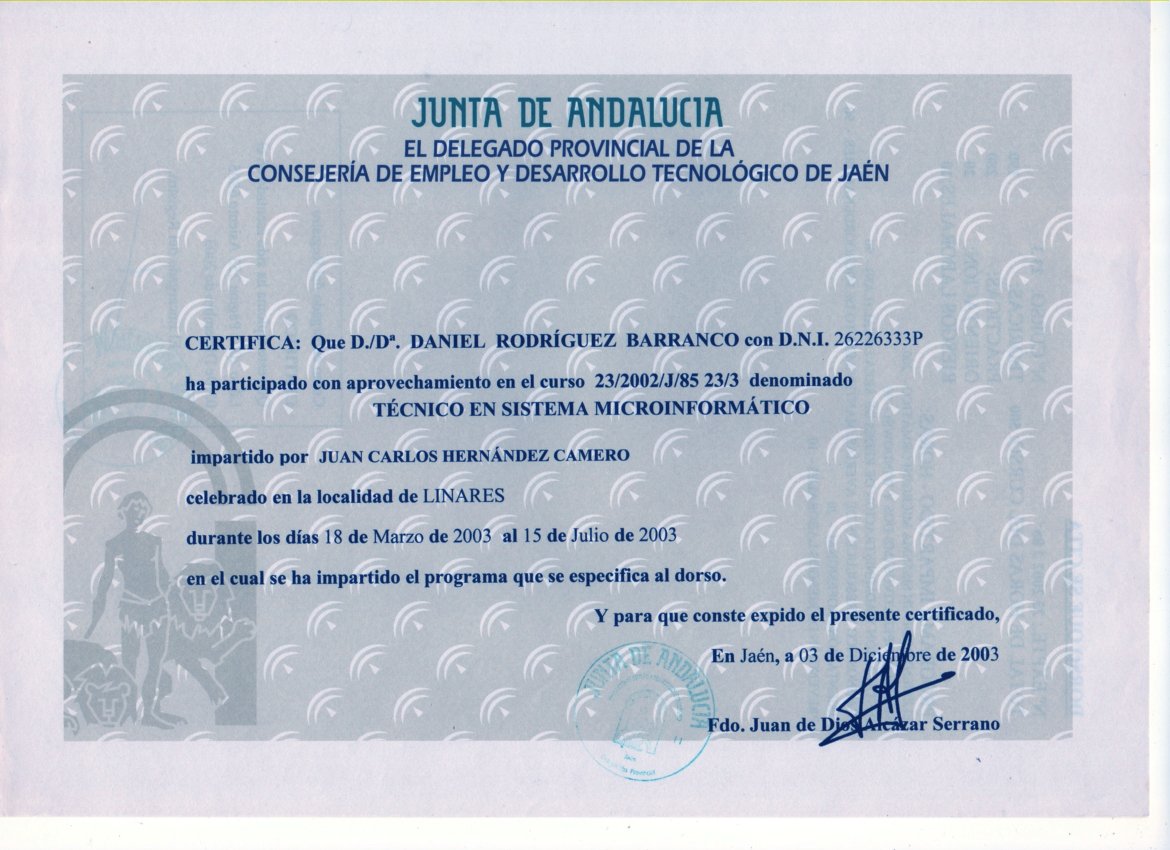 JUNTA DE ANDALUCIA
EL DELEGADO PROVINCIAL DE LA
CONSEJERÍA DE EMPLEO Y DESARROLLO TECNOLÓGICO DE JAÉN
CERTIFICA: Que D./Dª. DANIEL RODRÍGUEZ BARRANCO con D.N.I. 26226333P
ha participado con aprovechamiento en el curso 23/2002/J/85 23/3 denominado
TÉCNICO EN SISTEMA MICROINFORMÁTICO
impartido por JUAN CARLOS HERNÁNDEZ CAMERO
celebrado en la localidad de LINARES
durante los días 18 de Marzo de 2003 al 15 de Julio de 2003
en el cual se ha impartido el programa que se especifica al dorso.
Y para que conste expido el presente certificado,
En Jaén, a 03 de Diciembre de 2003
JUNTA DE ANDALUCIA
Jaén
Provincial
Fdo. Juan de Dios Alcázar Serrano